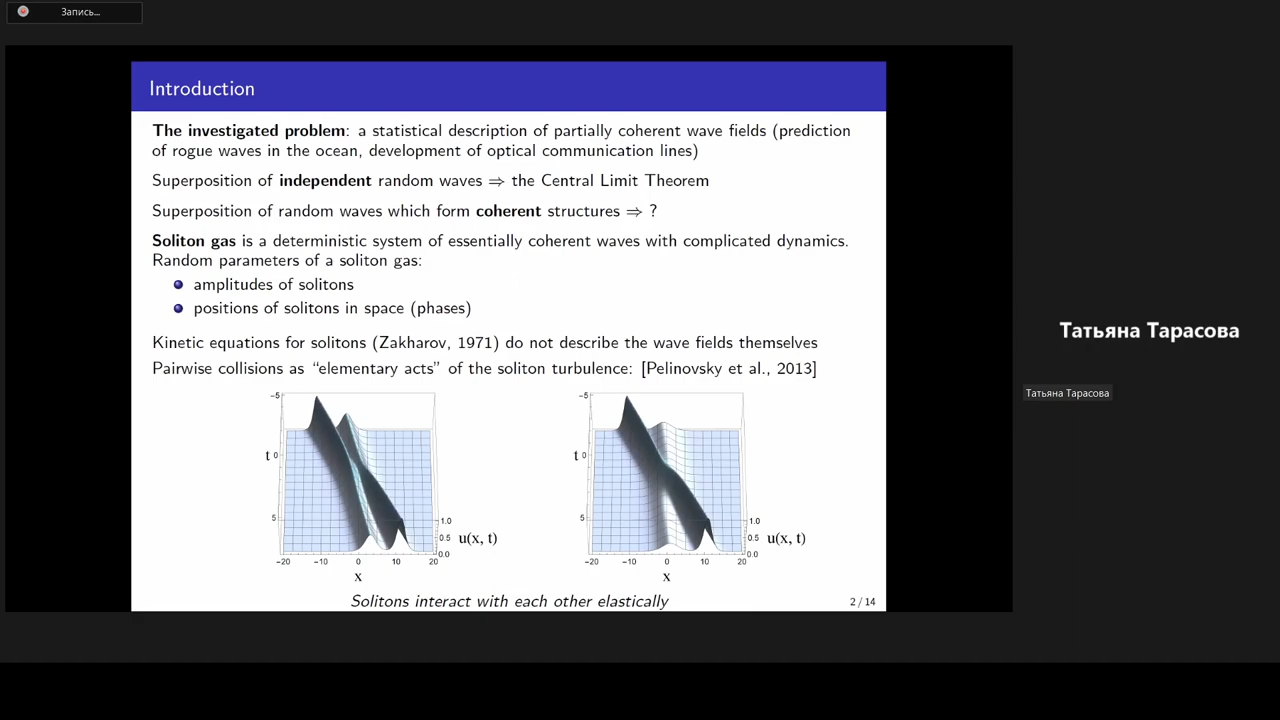 Запись...
Introduction
The investigated problem: a statistical description of partially coherent wave fields (prediction
of rogue waves in the ocean, development of optical communication lines)
Superposition of independent random waves ⇒ the Central Limit Theorem
Superposition of random waves which form coherent structures ⇒ ?
Soliton gas is a deterministic system of essentially coherent waves with complicated dynamics.
Random parameters of a soliton gas:
amplitudes of solitons
positions of solitons in space (phases)
Kinetic equations for solitons (Zakharov, 1971) do not describe the wave fields themselves
Pairwise collisions as “elementary acts” of the soliton turbulence: [Pelinovsky et al., 2013]
-5
t 0
5
1.0
0.5 u(x, t)
0.0
-20 -10 0 10 20
x
-5
t 0
5
1.0
0.5 u(x, t)
0.0
-20 -10 0 10 20
x
Solitons interact with each other elastically
2 / 14
Татьяна Тарасова
Татьяна Тарасова